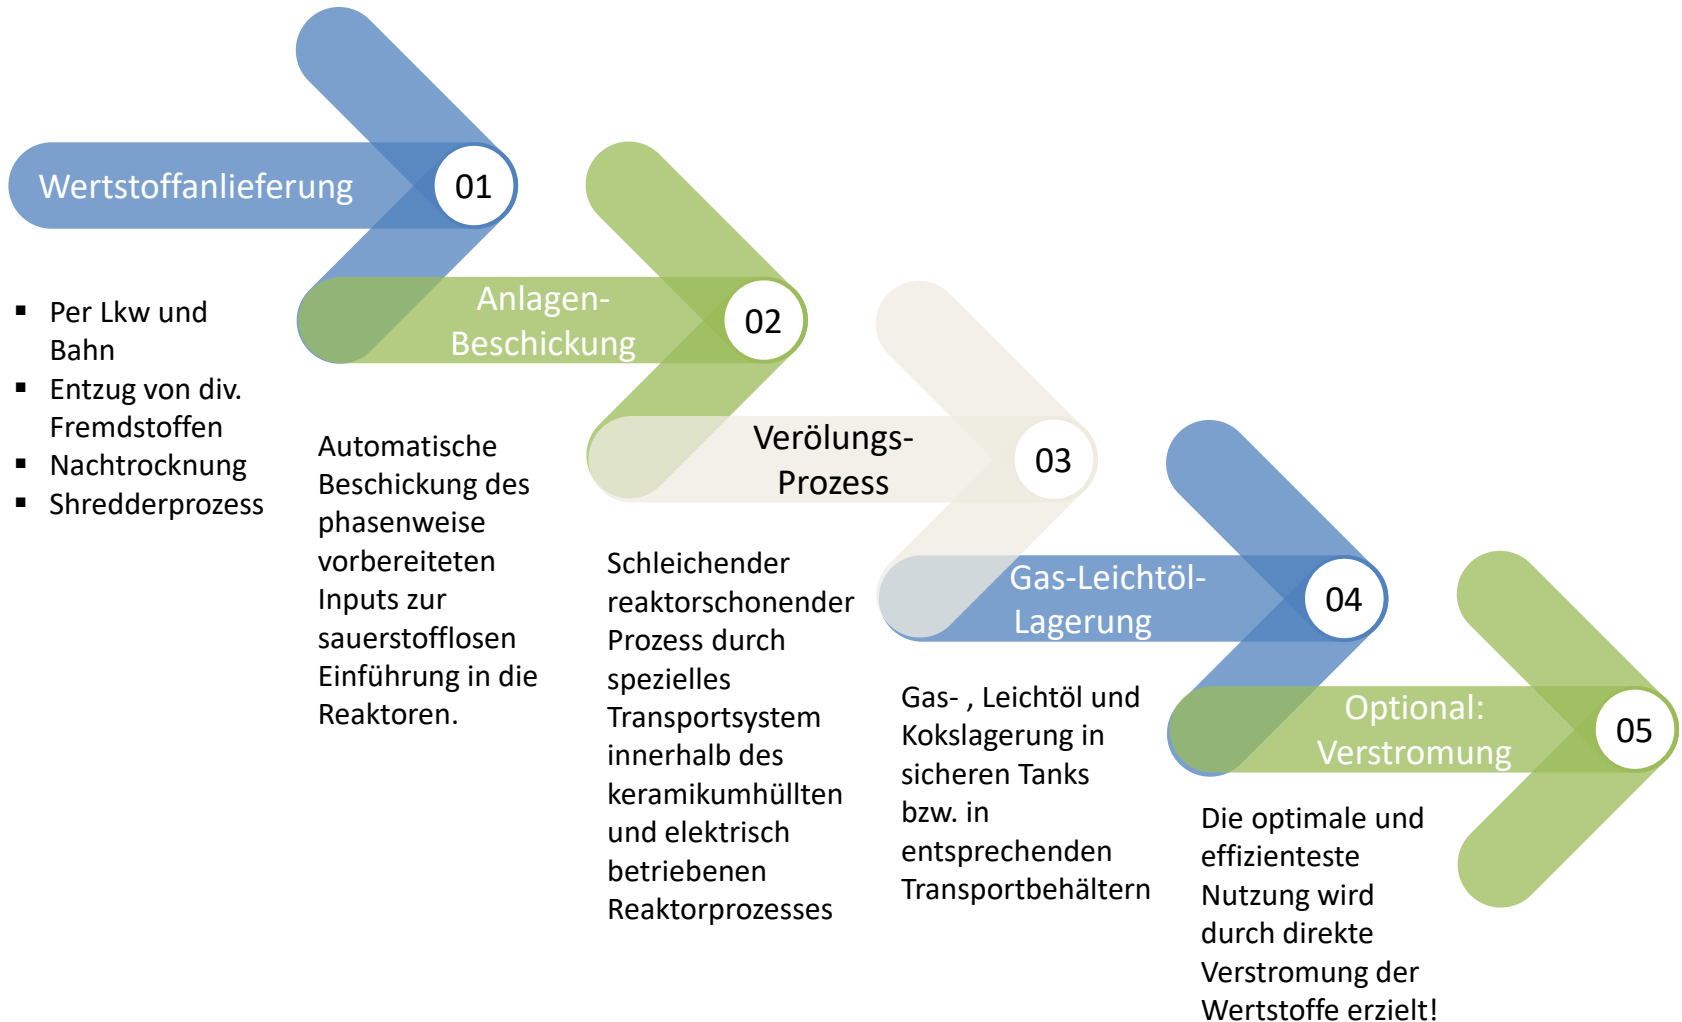 Wertstoffanlieferung
01
▪ Per Lkw und
Bahn
▪ Entzug von div.
Fremdstoffen
▪ Nachtrocknung
▪ Shredderprozess
Anlagen-
Beschickung
02
Automatische
Beschickung des
phasenweise
vorbereiteten
Inputs zur
sauerstofflosen
Einführung in die
Reaktoren.
Verölungs-
Prozess
03
Schleichender
reaktorschonender
Prozess durch
spezielles
Transportsystem
innerhalb des
keramikumhüllten
und elektrisch
betriebenen
Reaktorprozesses
Gas-Leichtöl-
Lagerung
04
Gas- , Leichtöl und
Kokslagerung in
sicheren Tanks
bzw. in
entsprechenden
Transportbehältern
Optional:
Verstromung
05
Die optimale und
effizienteste
Nutzung wird
durch direkte
Verstromung der
Wertstoffe erzielt!